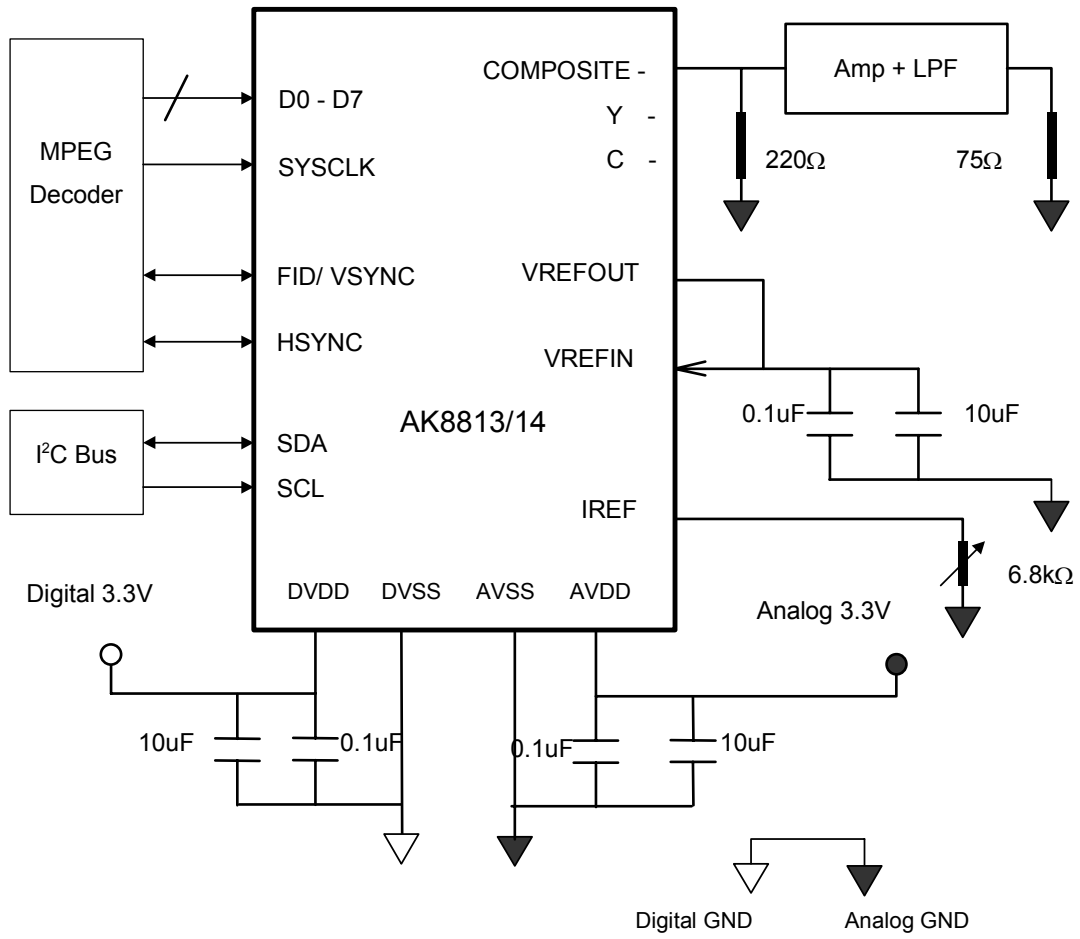 MPEG
Decoder
D0 - D7
SYSCLK
FID/ VSYNC
HSYNC
I²C Bus
SDA
SCL
COMPOSITE -
Y -
C -
VREFOUT
VREFIN
AK8813/14
IREF
DVDD DVSS AVSS AVDD
Amp + LPF
220Ω
75Ω
0.1uF
10uF
6.8kΩ
Digital 3.3V
Analog 3.3V
10uF
0.1uF
0.1uF
10uF
Digital GND
Analog GND